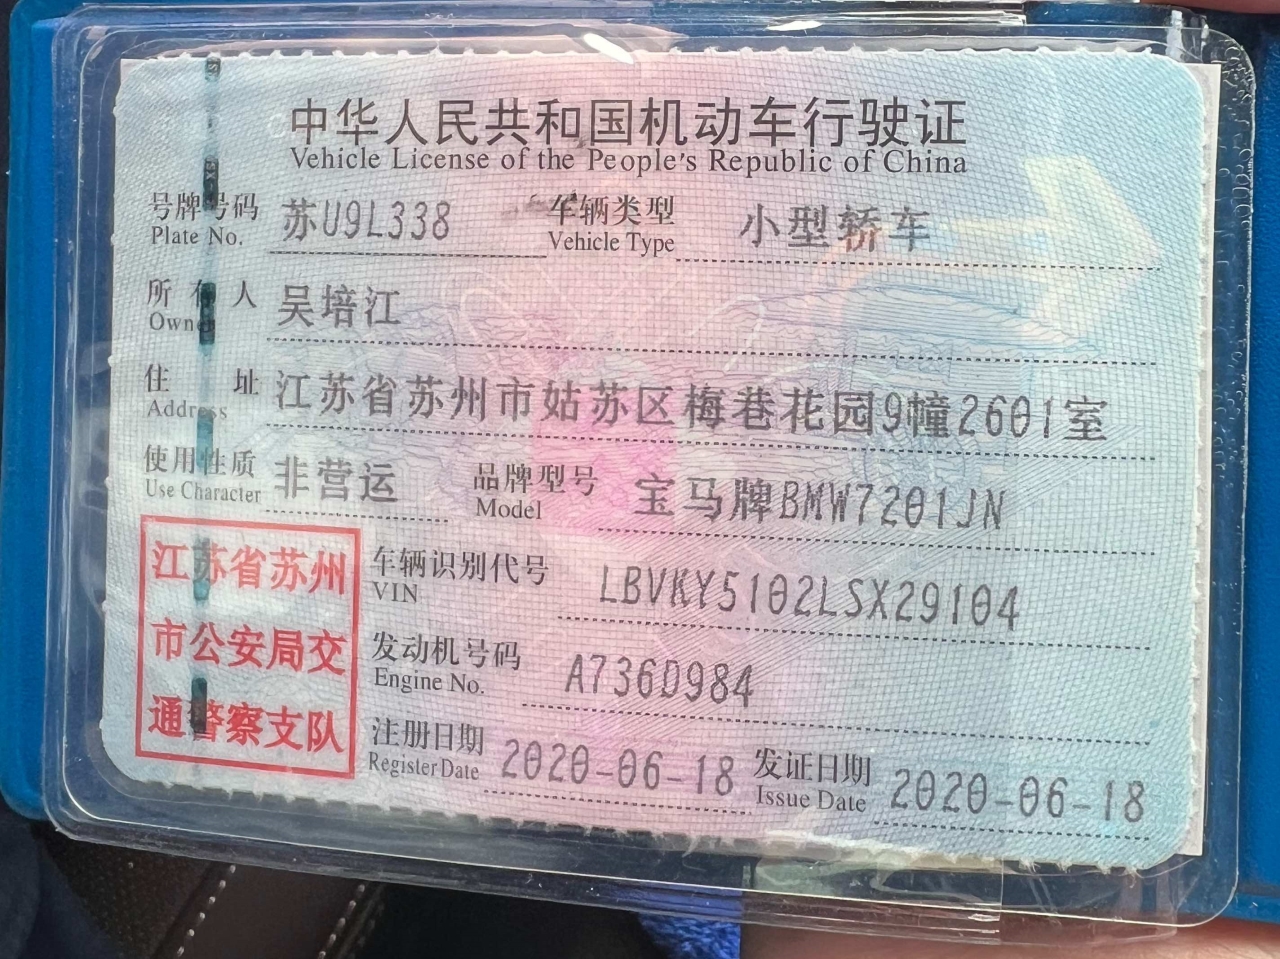 中华人民共和国机动车行驶证
Vehicle License of the People's Republic of China
号牌号码 苏U9L338 车辆类型 小型轿车
Plate No. Vehicle Type
所有人 吴培江
Owner
住址 江苏省苏州市姑苏区梅巷花园9幢2601室
Address
使用性质 非营运 品牌型号 宝马牌BMW7201JN
Use Character Model
江苏省苏州
市公安局交
通警察支队
车辆识别代号 LBVKY5102LSX29104
VIN
发动机号码 A736D984
Engine No.
注册日期 2020-06-18 发证日期 2020-06-18
Register Date Issue Date